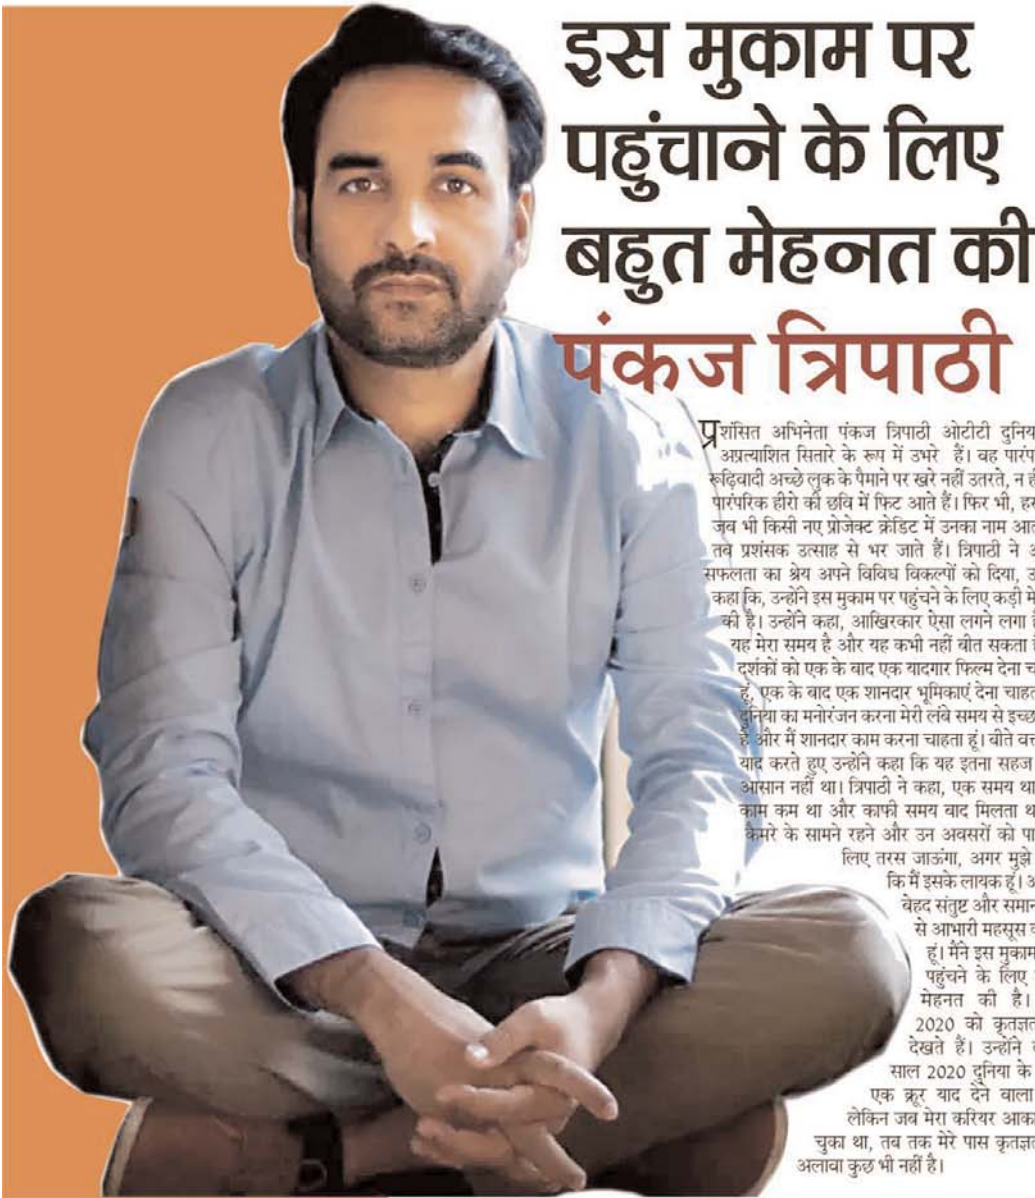 इस मुकाम पर
पहुंचाने के लिए
बहुत मेहनत की
पंकज त्रिपाठी
प्रशंसित अभिनेता पंकज त्रिपाठी ओटीटी
अप्रत्याशित सितारे के रूप में उभरे हैं। वह
रूढ़िवादी अच्छे लुक के पैमाने पर खरे नहीं उतरते, न
पारंपरिक हीरो की छवि में फिट आते हैं। फिर भी,
जब भी किसी नए प्रोजेक्ट क्रेडिट में उनका नाम
तब प्रशंसक उत्साह से भर जाते हैं। त्रिपाठी ने
सफलता का श्रेय अपने विविध विकल्पों को दिया,
कहा कि, उन्होंने इस मुकाम पर पहुंचने के लिए कड़ी
की है। उन्होंने कहा, आखिरकार ऐसा लगने लगा
यह मेरा समय है और यह कभी नहीं बीत सकता
दर्शकों को एक के बाद एक यादगार फिल्म देना
हूं, एक के बाद एक शानदार भूमिकाएं देना
दुनिया का मनोरंजन करना मेरी लंबे समय से
है और मैं शानदार काम करना चाहता हूं। बीते
याद करते हुए उन्होंने कहा कि यह इतना सहज
आसान नहीं था। त्रिपाठी ने कहा, एक समय था
काम कम था और काफी समय बाद मिलता
कैमरे के सामने रहने और उन अवसरों को
लिए तरस जाऊंगा, अगर मुझे
कि मैं इसके लायक हूं।
बेहद संतुष्ट और
से आभारी महसूस
हूं। मैंने इस मुकाम
पहुंचने के लिए
मेहनत की है।
2020 को
देखते हैं। उन्होंने
साल 2020 दुनिया के
एक क्रूर याद देने वाला
लेकिन जब मेरा करियर
चुका था, तब तक मेरे पास
अलावा कुछ भी नहीं है।